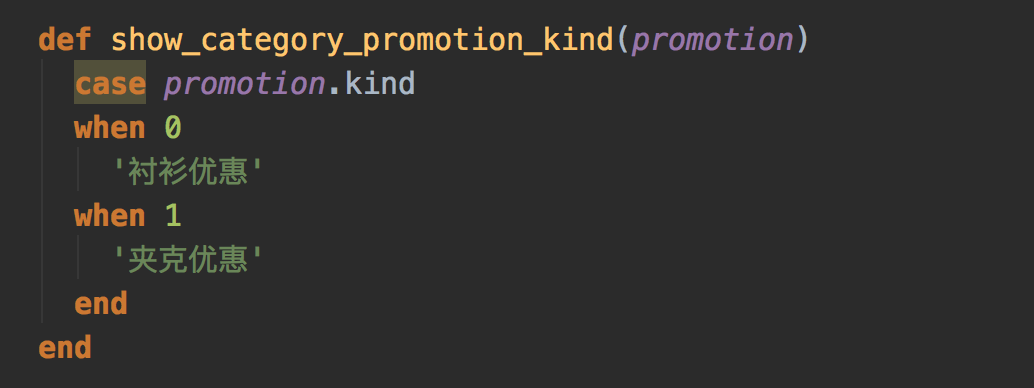 def show_category_promotion_kind(promotion)
case promotion.kind
when 0
'衬衫优惠'
when 1
'夹克优惠'
end
end